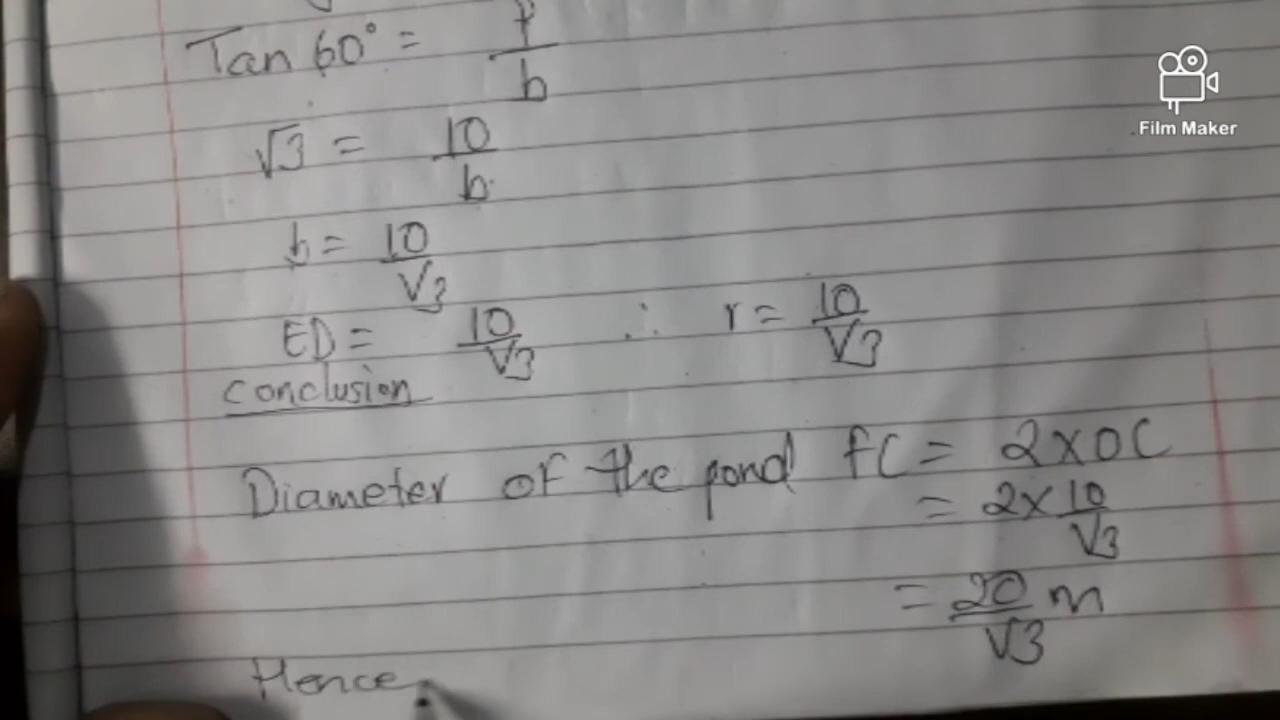 Tan 60° = p/b
Film Maker
√3 = 10/b
b = 10/√3
ED = 10/√3 ∴ r = 10/√3
conclusion
Diameter of the pond fC = 2×OC
= 2×10/√3
= 20/√3 m
Hence